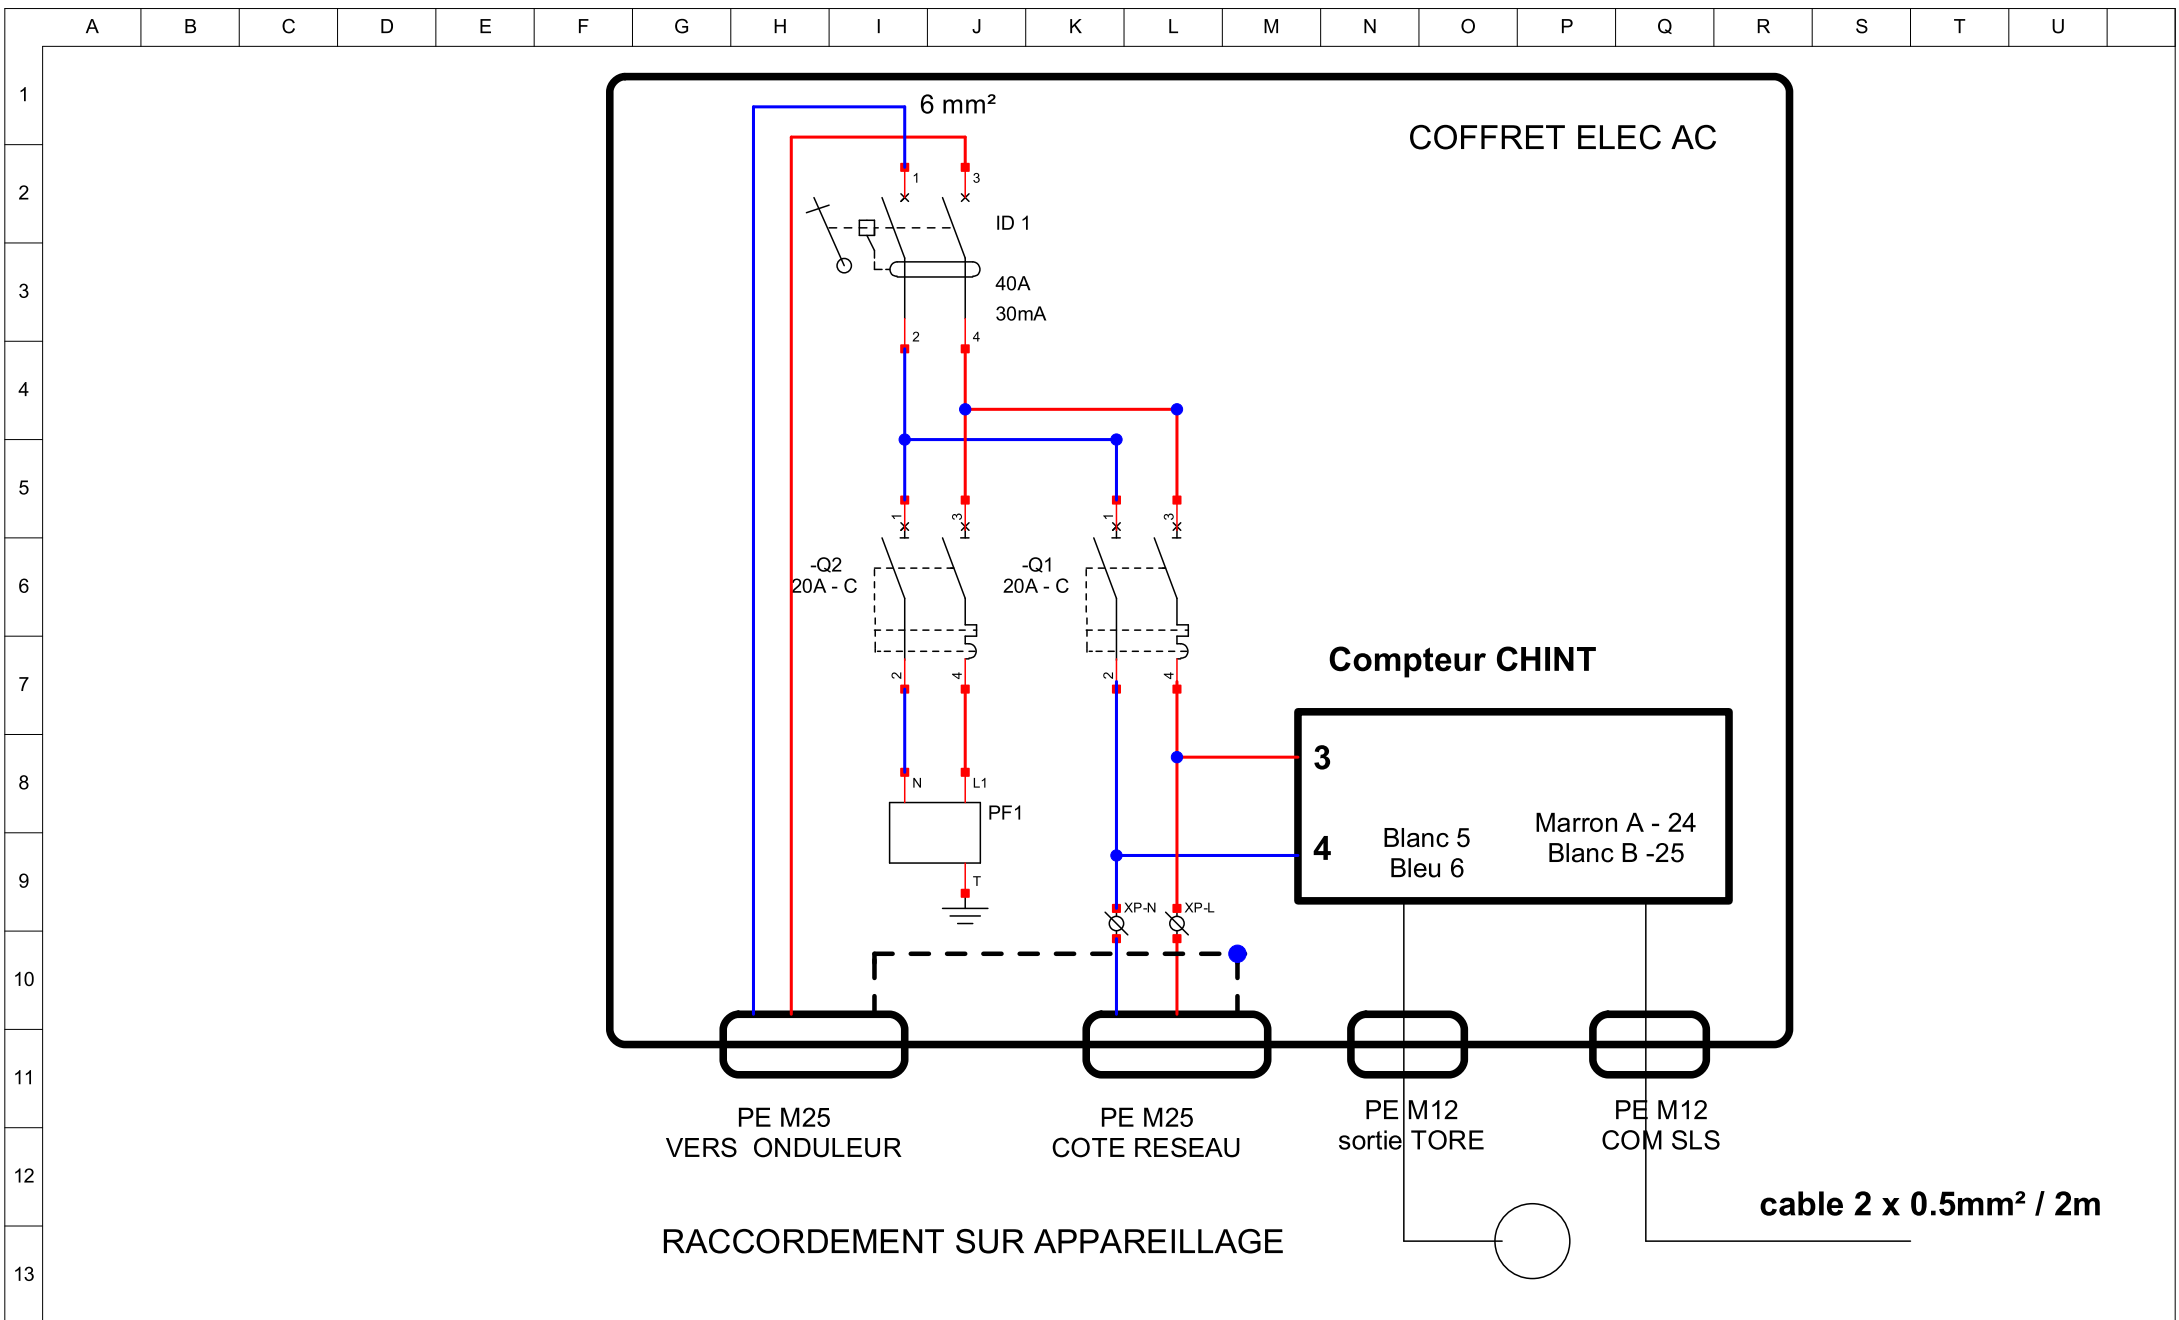 A B C D E F G H I J K L M N O P Q R S T U
1
2
3
4
5
6
7
8
9
10
11
12
13
6 mm²
COFFRET ELEC AC
1 3
ID 1
40A
30mA
2 4
1 3 1 3
-Q2
20A - C
-Q1
20A - C
2 4 2 4
Compteur CHINT
3
4
Blanc 5
Bleu 6
Marron A - 24
Blanc B -25
N L1
PF1
T
XP-N XP-L
PE M25
VERS ONDULEUR
PE M25
COTE RESEAU
PE M12
sortie TORE
PE M12
COM SLS
cable 2 x 0.5mm² / 2m
RACCORDEMENT SUR APPAREILLAGE